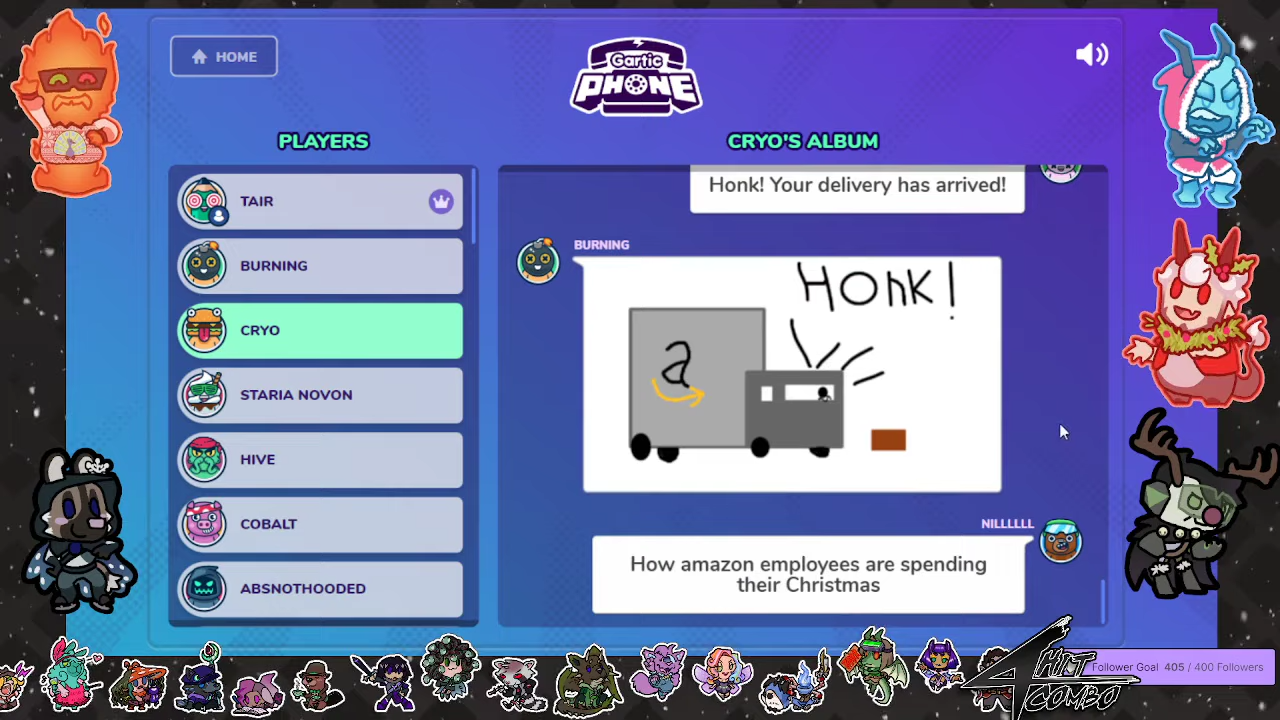 HOME
Gartic
PHONE
PLAYERS
CRYO'S ALBUM
TAIR
BURNING
CRYO
STARIA NOVON
HIVE
COBALT
ABSNOTHOODED
Honk! Your delivery has arrived!
BURNING
HOnk!
a
NILLLLLL
How amazon employees are spending
their Christmas
4 HIT
COMBO
Follower Goal 405 / 400 Followers